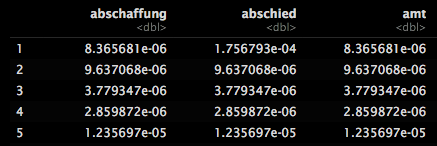 abschaffung abschied amt
<dbl> <dbl> <dbl>
1 8.365681e-06 1.756793e-04 8.365681e-06
2 9.637068e-06 9.637068e-06 9.637068e-06
3 3.779347e-06 3.779347e-06 3.779347e-06
4 2.859872e-06 2.859872e-06 2.859872e-06
5 1.235697e-05 1.235697e-05 1.235697e-05